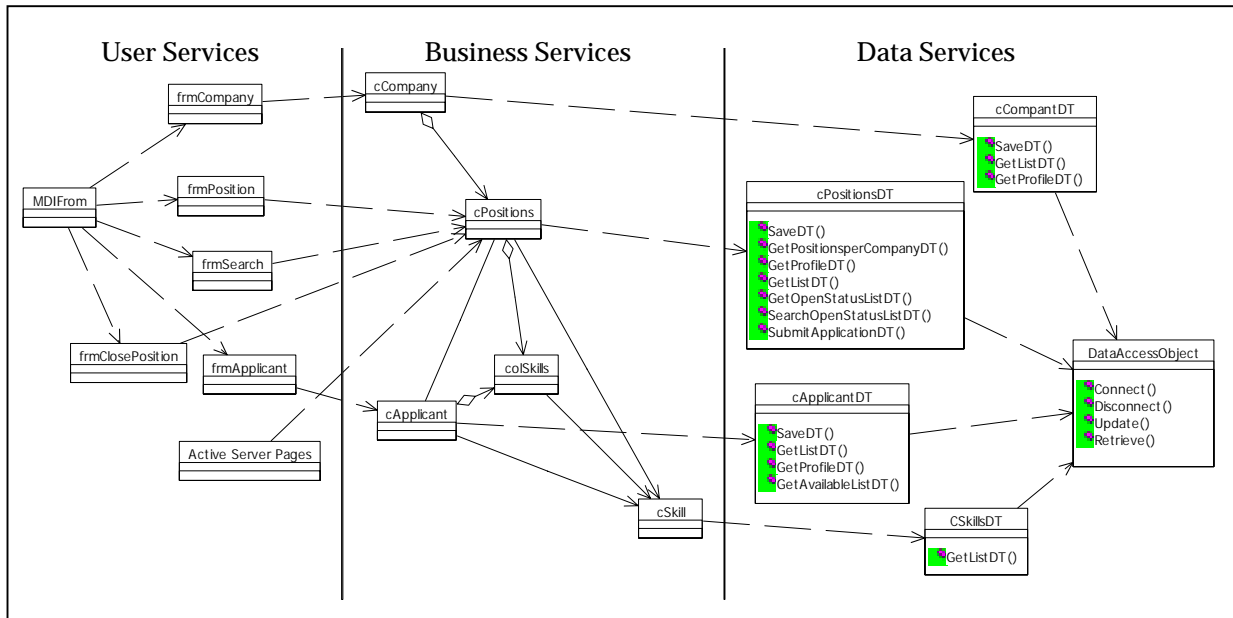 User Services
Business Services
Data Services
frmCompany
MDIFrom
frmPosition
frmSearch
frmClosePosition
frmApplicant
Active Server Pages
cCompany
cPositions
colSkills
cApplicant
cSkill
cCompantDT
SaveDT()
GetListDT()
GetProfileDT()
cPositionsDT
SaveDT()
GetPositionsperCompanyDT()
GetProfileDT()
GetListDT()
GetOpenStatusListDT()
SearchOpenStatusListDT()
SubmitApplicationDT()
DataAccessObject
Connect()
Disconnect()
Update()
Retrieve()
cApplicantDT
SaveDT()
GetListDT()
GetProfileDT()
GetAvailableListDT()
CSkillsDT
GetListDT()